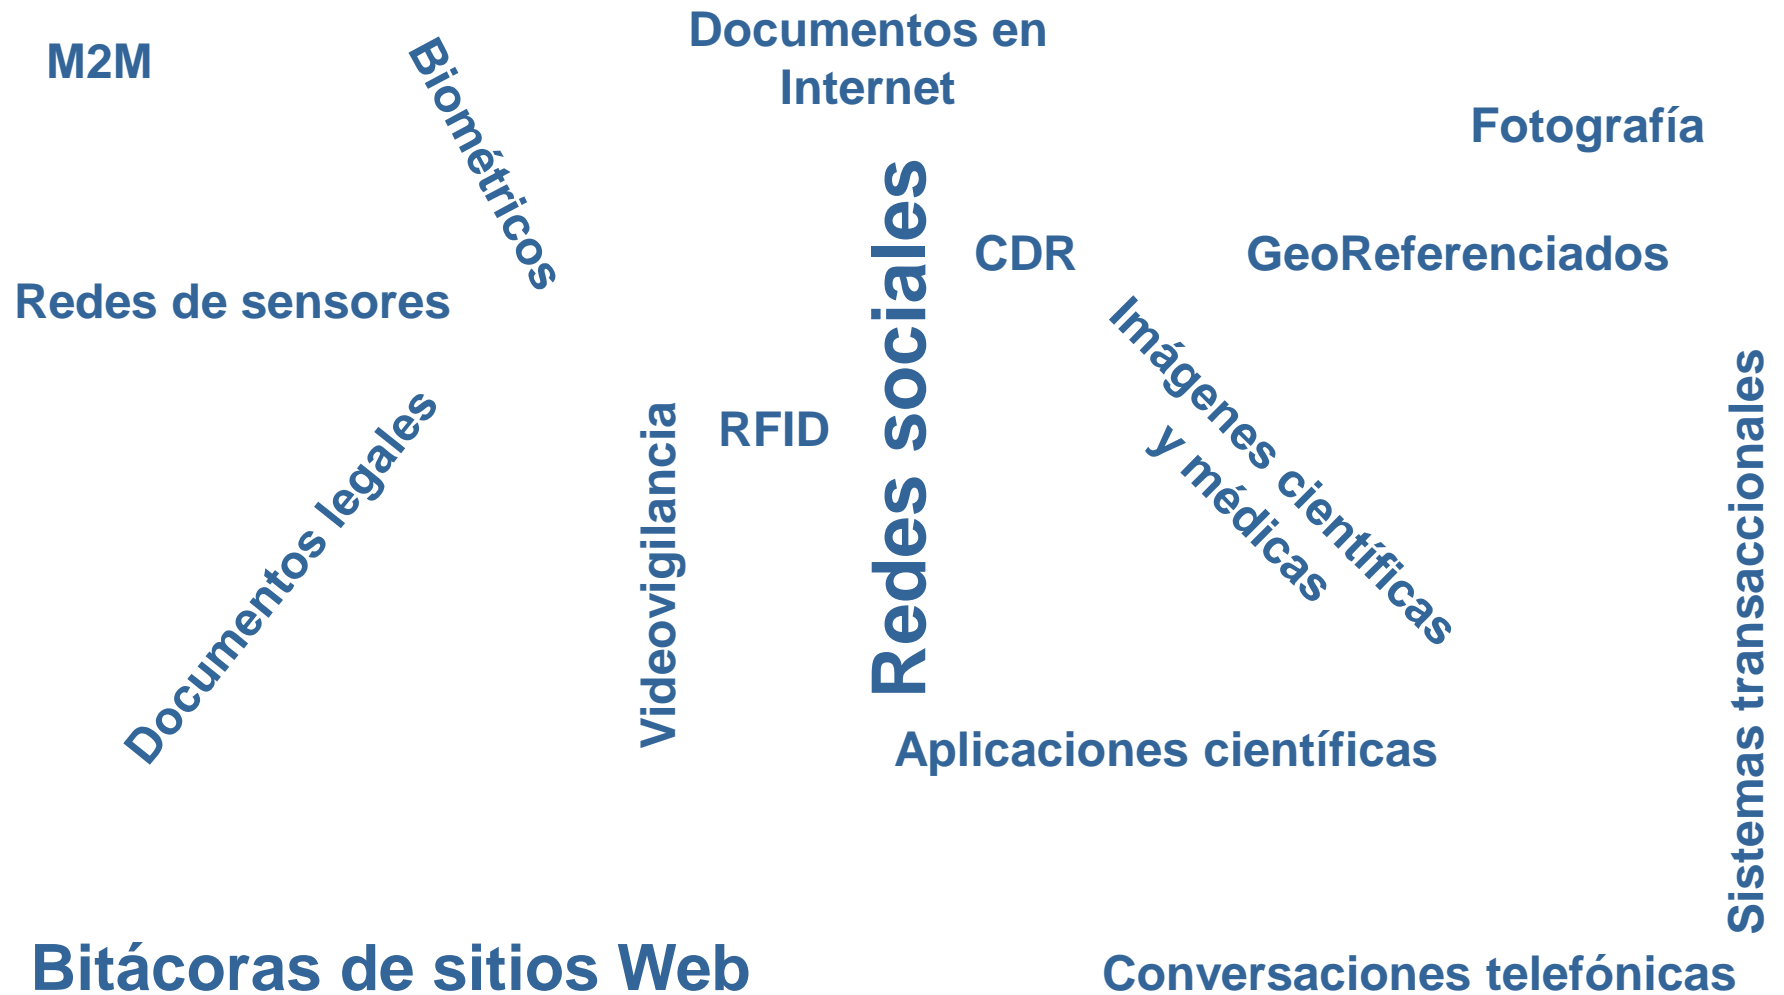 M2M
Biométricos
Documentos en
Internet
Fotografía
Redes sociales
CDR
GeoReferenciados
Redes de sensores
Imágenes científicas
y médicas
Sistemas transaccionales
Documentos legales
Videovigilancia
RFID
Aplicaciones científicas
Bitácoras de sitios Web
Conversaciones telefónicas